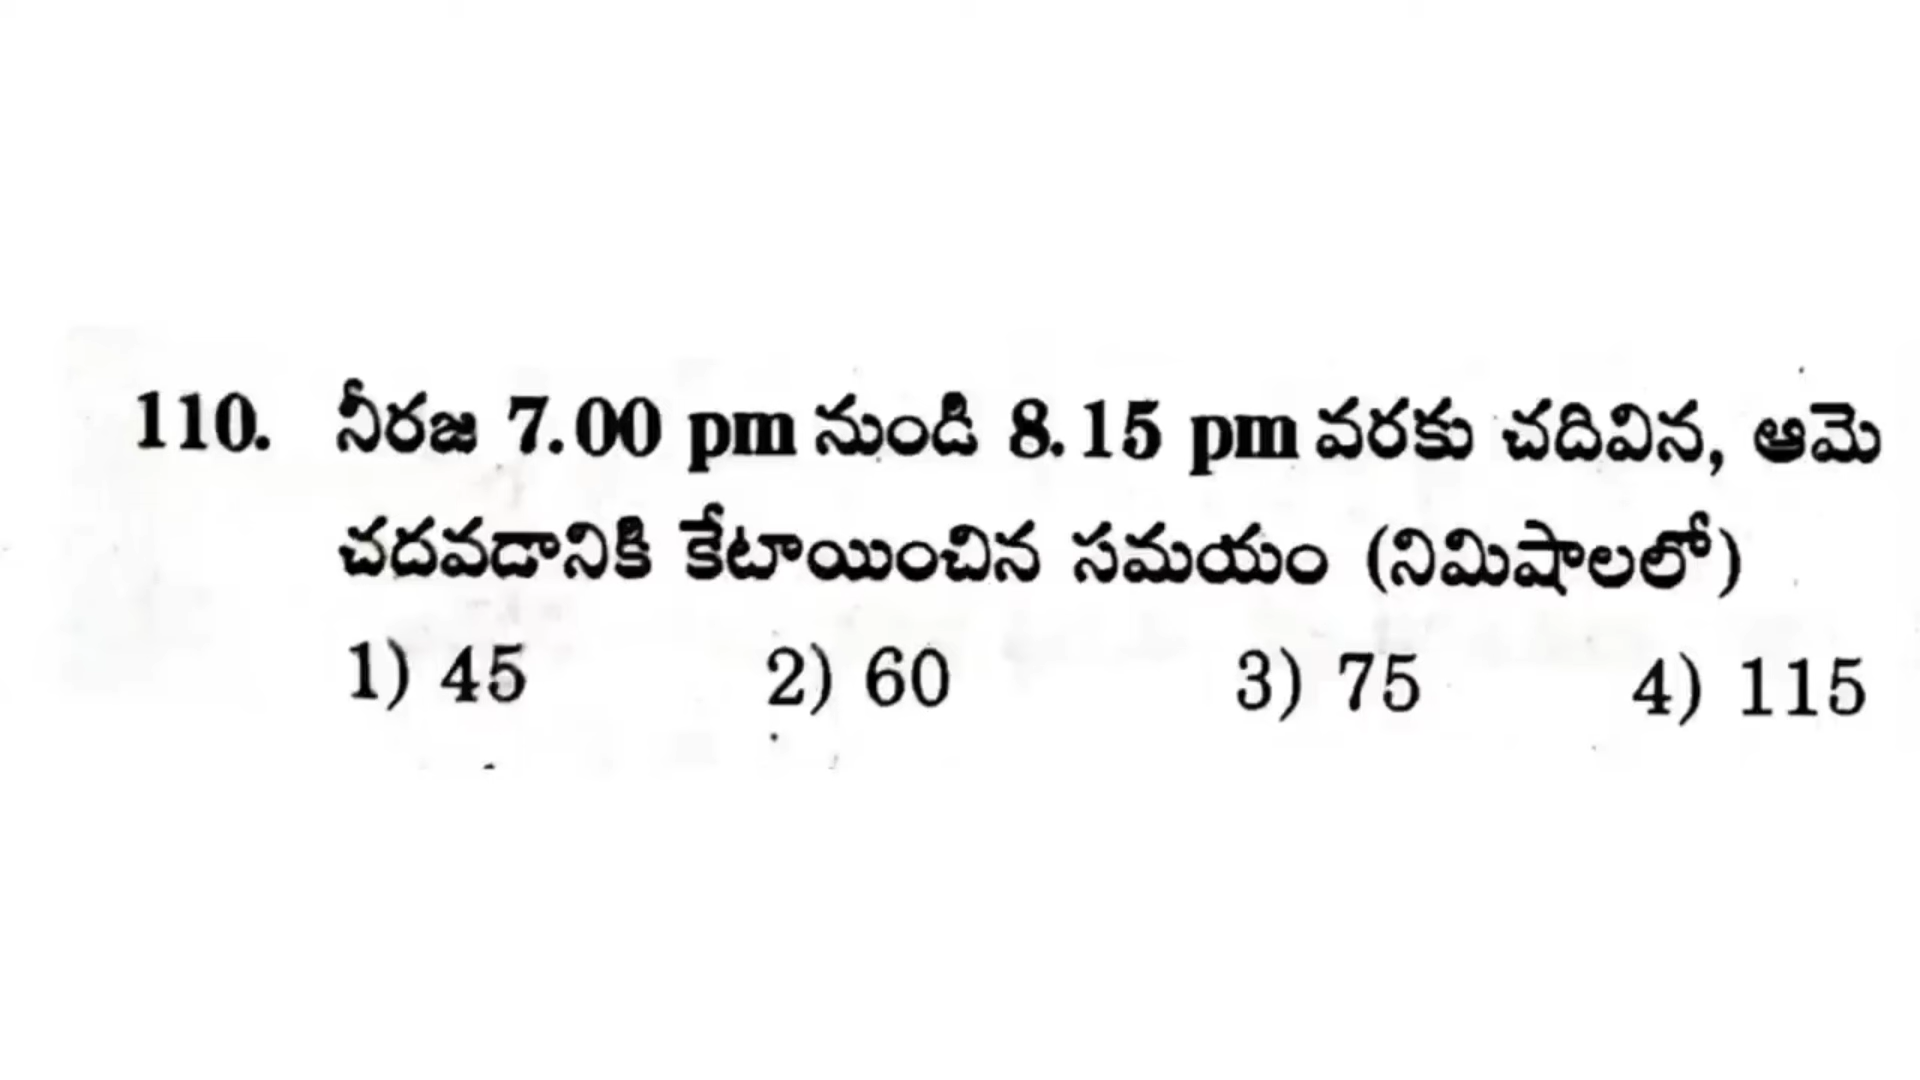 110. నీరజ 7.00 pm నుండి 8.15 pm వరకు చదివిన, ఆమె
చదవడానికి కేటాయించిన సమయం (నిమిషాలలో)
1) 45 2) 60 3) 75 4) 115